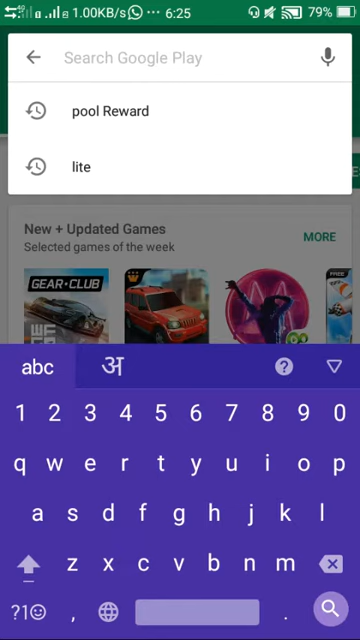 1.00KB/s ... 6:25 79%
Search Google Play
pool Reward
lite
New + Updated Games
MORE
Selected games of the week
GEAR•CLUB
FREE
abc अ ?
1 2 3 4 5 6 7 8 9 0
q w e r t y u i o p
a s d f g h j k l
z x c v b n m
?1☺ , .